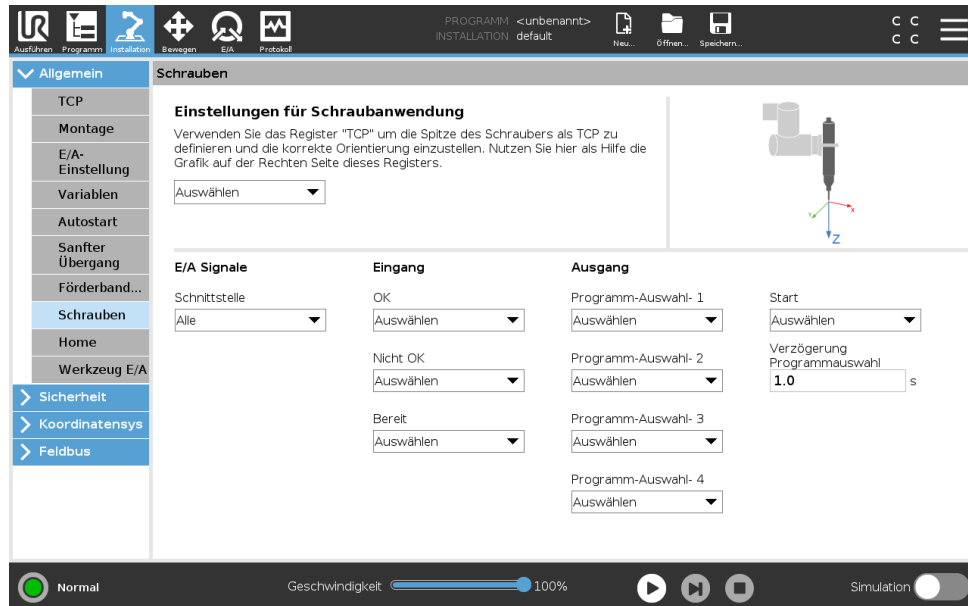 PROGRAMM <unbenannt>
INSTALLATION default
Ausführen Programm Installation Bewegen E/A Protokoll
Neu... Öffnen... Speichern...
C C
C C
Allgemein
TCP
Montage
E/A-
Einstellung
Variablen
Autostart
Sanfter
Übergang
Förderband...
Schrauben
Home
Werkzeug E/A
Sicherheit
Koordinatensys
Feldbus
Schrauben
Einstellungen für Schraubanwendung
Verwenden Sie das Register "TCP" um die Spitze des Schraubers als TCP zu
definieren und die korrekte Orientierung einzustellen. Nutzen Sie hier als Hilfe die
Grafik auf der Rechten Seite dieses Registers.
Auswählen
Y X
Z
E/A Signale
Schnittstelle
Alle
Eingang
OK
Auswählen
Nicht OK
Auswählen
Bereit
Auswählen
Ausgang
Programm-Auswahl- 1
Auswählen
Programm-Auswahl- 2
Auswählen
Programm-Auswahl- 3
Auswählen
Programm-Auswahl- 4
Auswählen
Start
Auswählen
Verzögerung
Programmauswahl
1.0 s
Normal
Geschwindigkeit 100%
Simulation